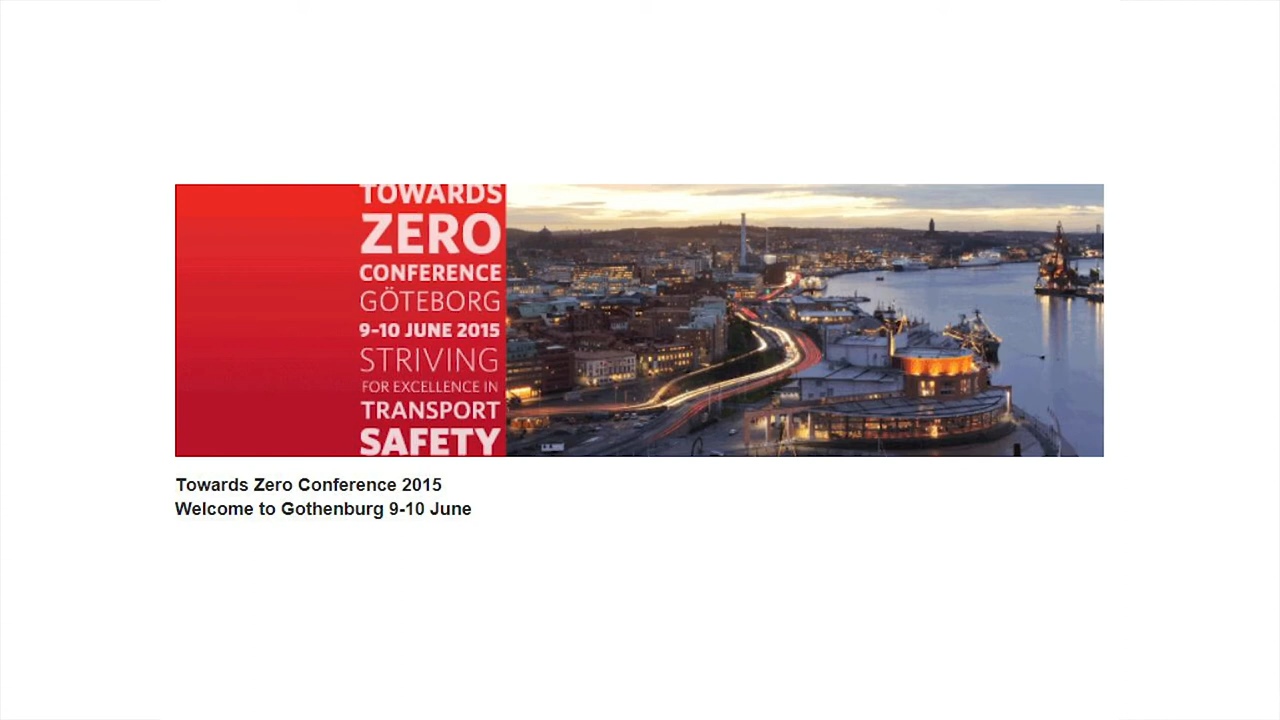 TOWARDS
ZERO
CONFERENCE
GÖTEBORG
9-10 JUNE 2015
STRIVING
FOR EXCELLENCE IN
TRANSPORT
SAFETY
Towards Zero Conference 2015
Welcome to Gothenburg 9-10 June